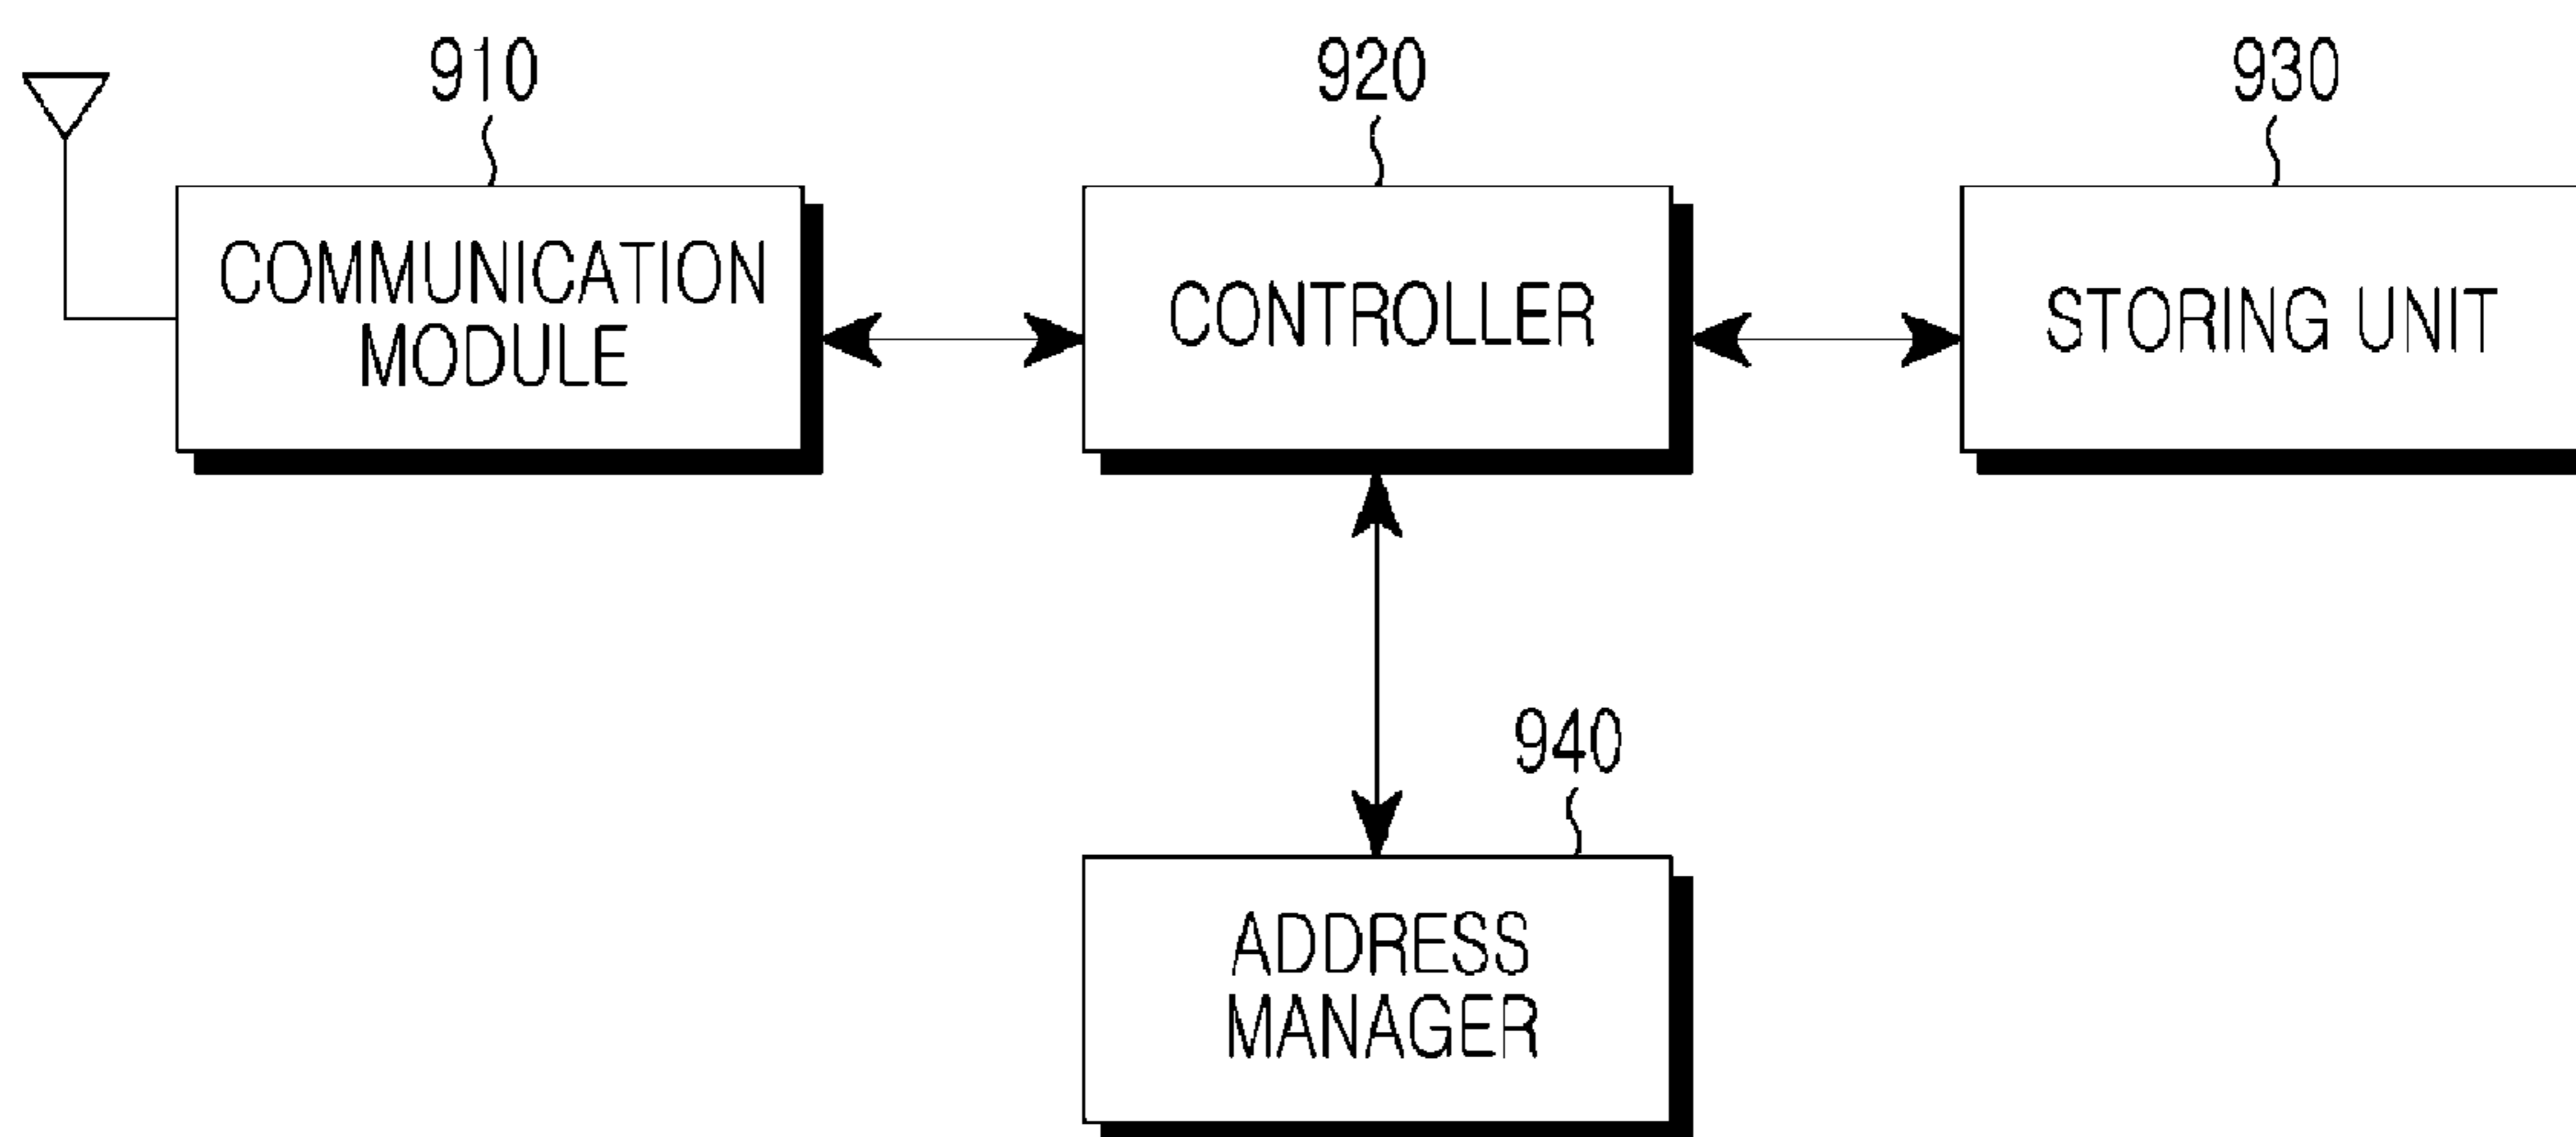 910
920
930
COMMUNICATION
MODULE
CONTROLLER
STORING UNIT
940
ADDRESS
MANAGER